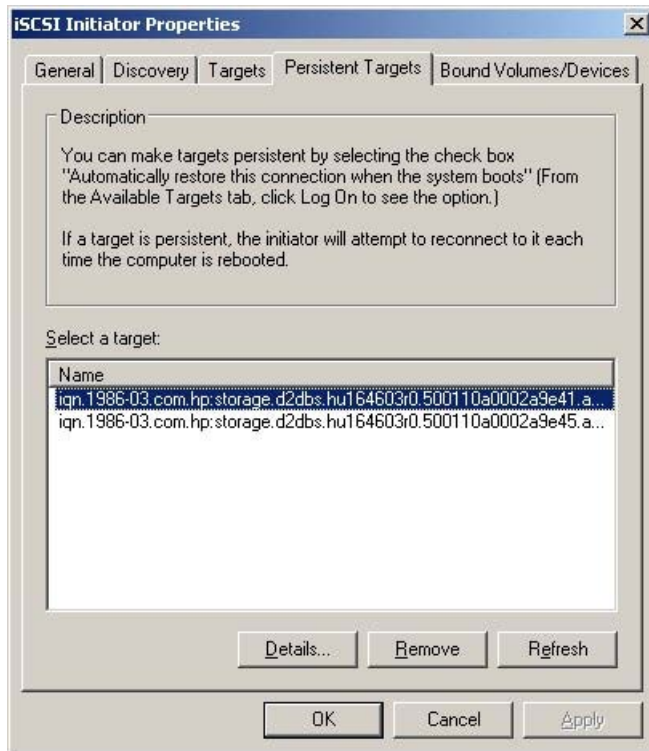 iSCSI Initiator Properties
General Discovery Targets Persistent Targets Bound Volumes/Devices
Description
You can make targets persistent by selecting the check box
"Automatically restore this connection when the system boots" (From
the Available Targets tab, click Log On to see the option.)
If a target is persistent, the initiator will attempt to reconnect to it each
time the computer is rebooted.
Select a target:
Name
iqn.1986-03.com.hp:storage.d2dbs.hu164603r0.500110a0002a9e41.a...
iqn.1986-03.com.hp:storage.d2dbs.hu164603r0.500110a0002a9e45.a...
Details... Remove Refresh
OK Cancel Apply